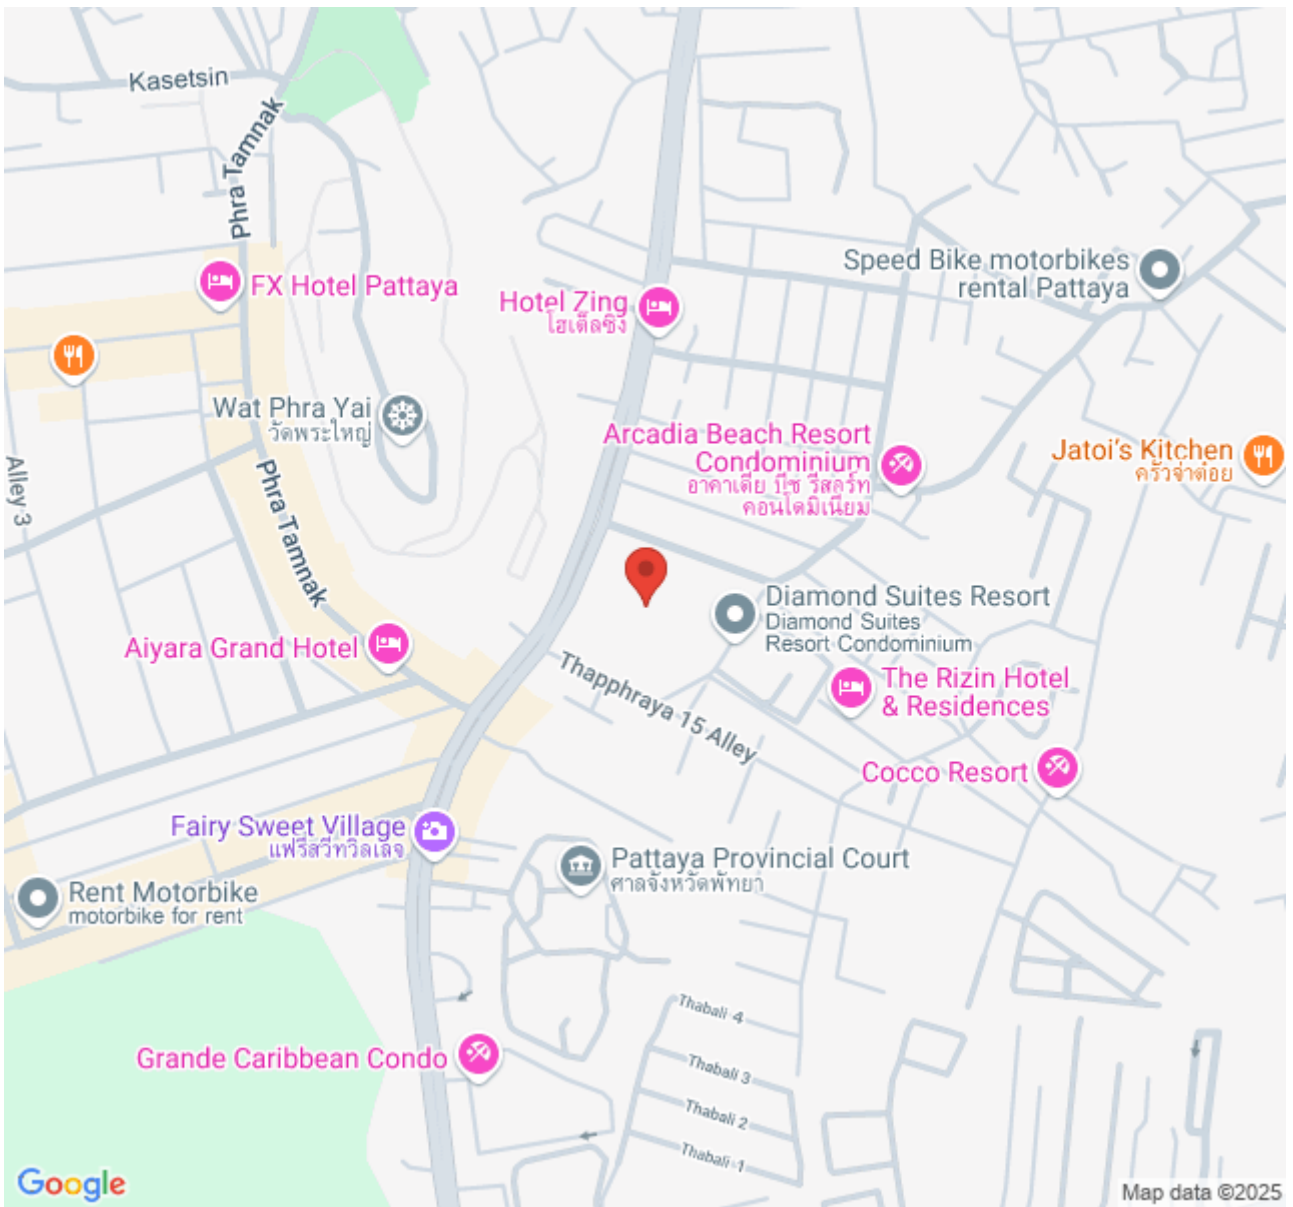 Kasetsin
Phra Tamnak
Speed Bike motorbikes
rental Pattaya
FX Hotel Pattaya
Hotel Zing
โฮเต็ลซิง
Wat Phra Yai
วัดพระใหญ่
Arcadia Beach Resort
Condominium
อาคาเดีย บีช รีสอร์ท
คอนโดมิเนียม
Jatoi's Kitchen
ครัวจ่าต๋อย
Alley 3
Phra Tamnak
Diamond Suites Resort
Diamond Suites
Resort Condominium
Aiyara Grand Hotel
Thapphraya 15 Alley
The Rizin Hotel
& Residences
Cocco Resort
Fairy Sweet Village
แฟรี่สวีทวิลเลจ
Pattaya Provincial Court
ศาลจังหวัดพัทยา
Rent Motorbike
motorbike for rent
Thabali 4
Grande Caribbean Condo
Thabali 3
Thabali 2
Thabali 1
Google
Map data ©2025